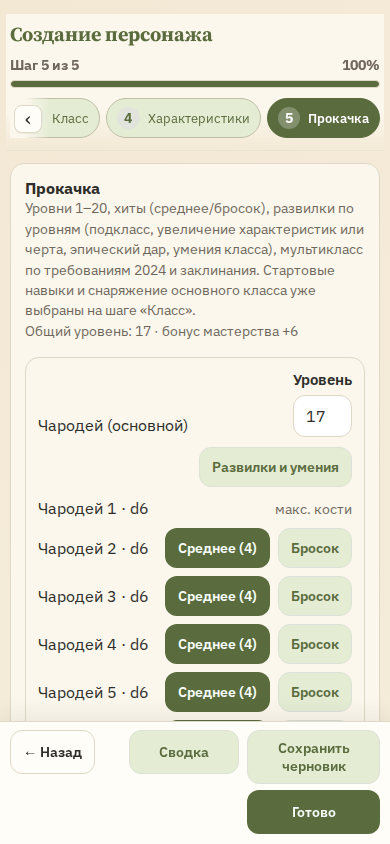 Создание персонажа
Шаг 5 из 5 100%
‹ Класс 4 Характеристики 5 Прокачка
Прокачка
Уровни 1–20, хиты (среднее/бросок), развилки по
уровням (подкласс, увеличение характеристик или
черта, эпический дар, умения класса), мультикласс
по требованиям 2024 и заклинания. Стартовые
навыки и снаряжение основного класса уже
выбраны на шаге «Класс».
Общий уровень: 17 · бонус мастерства +6
Уровень
Чародей (основной) 17
Развилки и умения
Чародей 1 · d6 макс. кости
Чародей 2 · d6 Среднее (4) Бросок
Чародей 3 · d6 Среднее (4) Бросок
Чародей 4 · d6 Среднее (4) Бросок
Чародей 5 · d6 Среднее (4) Бросок
← Назад Сводка Сохранить
черновик
Готово